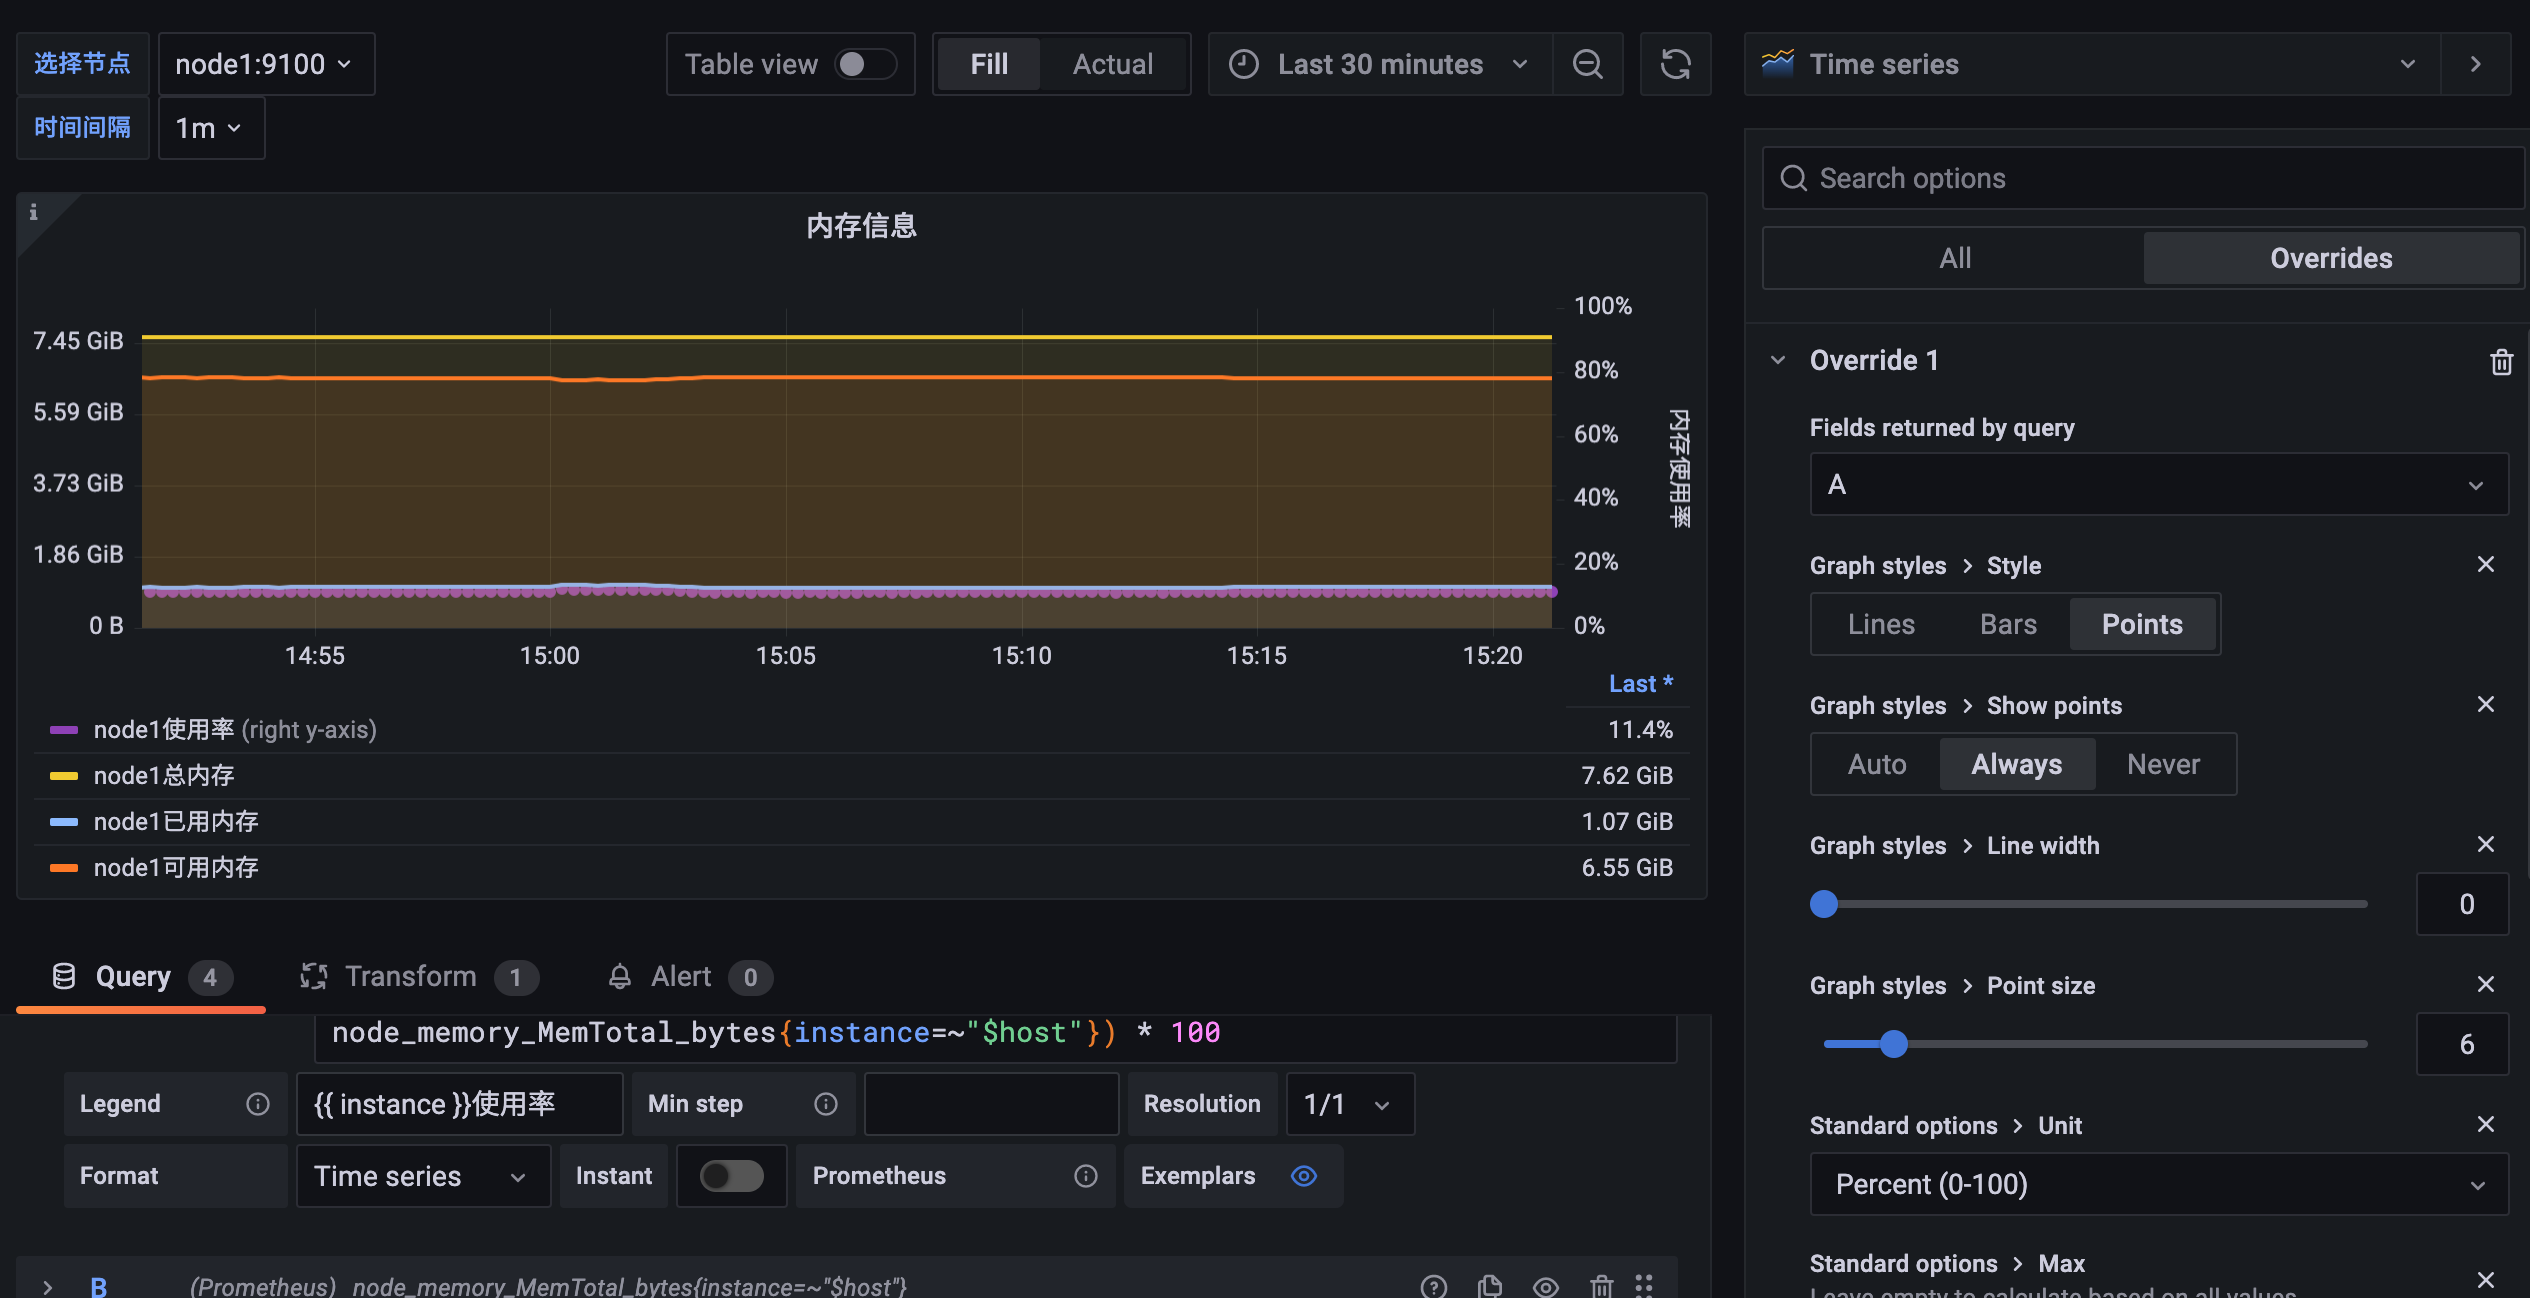 选择节点 node1:9100
时间间隔 1m
Table view Fill Actual Last 30 minutes
Time series
Search options
All Overrides
内存信息
7.45 GiB
5.59 GiB
3.73 GiB
1.86 GiB
0 B
100%
80%
60%
40%
20%
0%
内存使用率
14:55 15:00 15:05 15:10 15:15 15:20
Last *
node1使用率 (right y-axis) 11.4%
node1总内存 7.62 GiB
node1已用内存 1.07 GiB
node1可用内存 6.55 GiB
Query 4 Transform 1 Alert 0
node_memory_MemTotal_bytes{instance=~"$host"}) * 100
Legend {{ instance }}使用率 Min step Resolution 1/1
Format Time series Instant Prometheus Exemplars
B (Prometheus) node_memory_MemTotal_bytes{instance=~"$host"}
Override 1
Fields returned by query
A
Graph styles > Style
Lines Bars Points
Graph styles > Show points
Auto Always Never
Graph styles > Line width
0
Graph styles > Point size
6
Standard options > Unit
Percent (0-100)
Standard options > Max
Leave empty to calculate based on all values